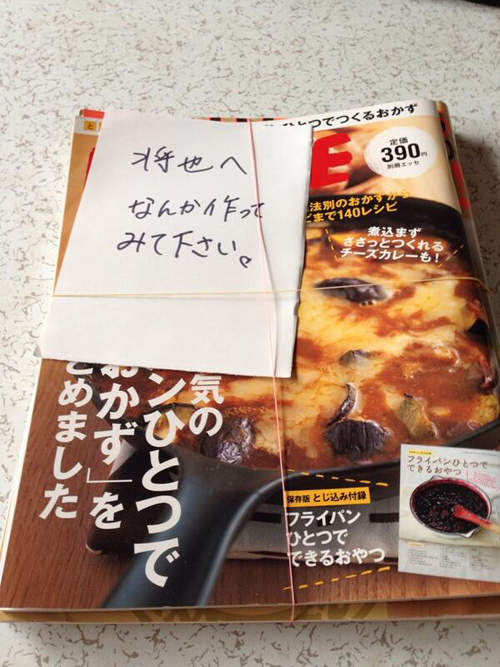 ひとつでつくるおかず
定価
390円
別冊エッセ
E
将也へ
なんか作って
みて下さい。
法別のおかずから
まで140レシピ
煮込まず
ささっとつくれる
チーズカレーも!
気の
ンひとつで
おかず」を
とめました
保存版 とじ込み付録
フライパン
ひとつで
できるおやつ
フライパンひとつで
できるおやつ